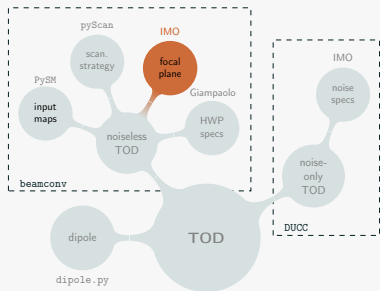 pyScan
IMO
scan.
strategy
focal
plane
IMO
PySM
Giampaolo
noise
specs
input
maps
noiseless
TOD
HWP
specs
noise-
only
TOD
beamconv
DUCC
dipole
TOD
dipole.py